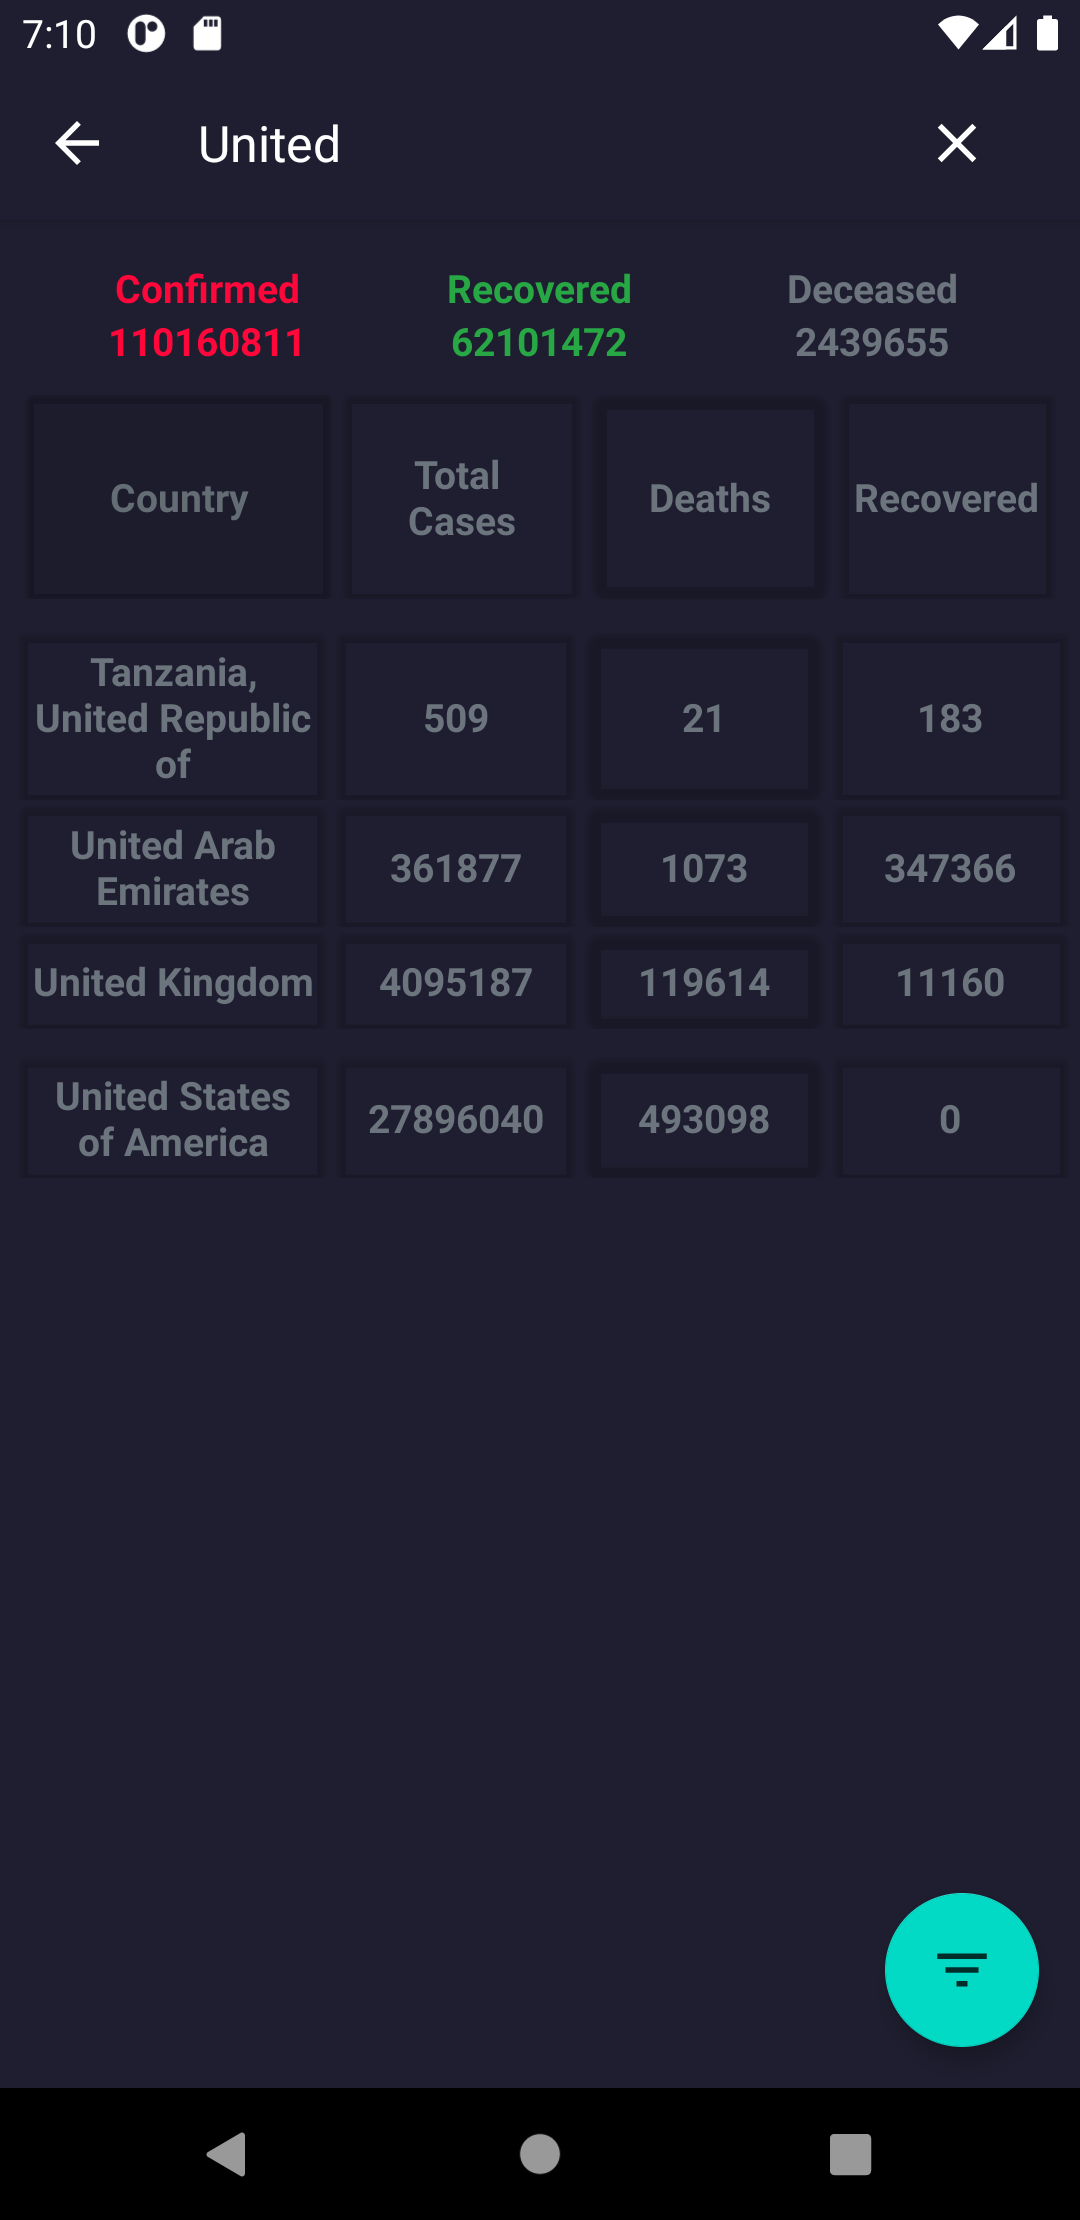 7:10
United
Confirmed Recovered Deceased
110160811 62101472 2439655
Country Total Cases Deaths Recovered
Tanzania, United Republic of 509 21 183
United Arab Emirates 361877 1073 347366
United Kingdom 4095187 119614 11160
United States of America 27896040 493098 0